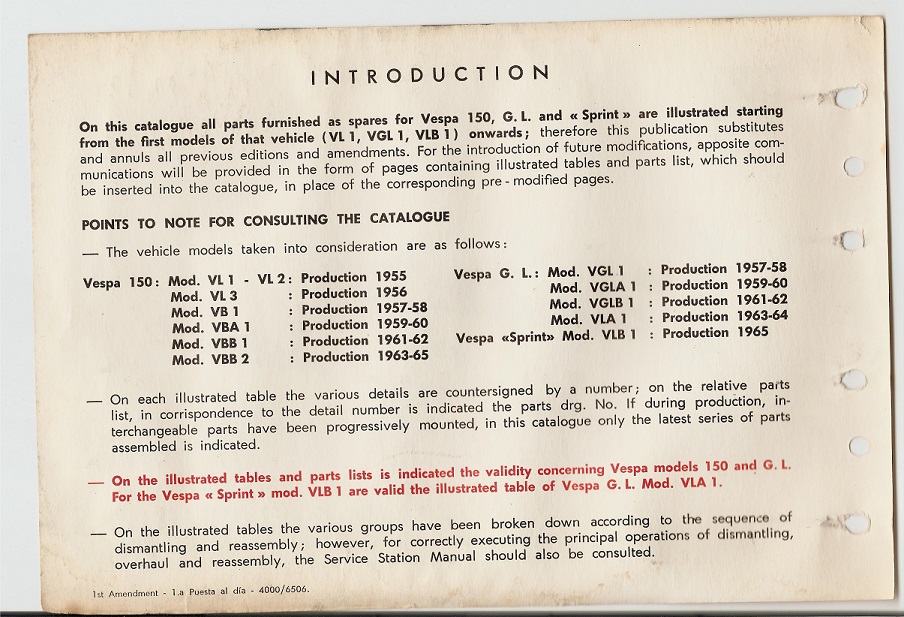 INTRODUCTION
On this catalogue all parts furnished as spares for Vespa 150, G. L. and « Sprint » are illustrated starting
from the first models of that vehicle (VL 1, VGL 1, VLB 1) onwards; therefore this publication substitutes
and annuls all previous editions and amendments. For the introduction of future modifications, apposite com-
munications will be provided in the form of pages containing illustrated tables and parts list, which should
be inserted into the catalogue, in place of the corresponding pre - modified pages.
POINTS TO NOTE FOR CONSULTING THE CATALOGUE
— The vehicle models taken into consideration are as follows:
Vespa 150: Mod. VL 1 - VL 2: Production 1955
Mod. VL 3 : Production 1956
Mod. VB 1 : Production 1957-58
Mod. VBA 1 : Production 1959-60
Mod. VBB 1 : Production 1961-62
Mod. VBB 2 : Production 1963-65
Vespa G. L.: Mod. VGL 1 : Production 1957-58
Mod. VGLA 1 : Production 1959-60
Mod. VGLB 1 : Production 1961-62
Mod. VLA 1 : Production 1963-64
Vespa «Sprint» Mod. VLB 1 : Production 1965
— On each illustrated table the various details are countersigned by a number; on the relative parts
list, in corrispondence to the detail number is indicated the parts drg. No. If during production, in-
terchangeable parts have been progressively mounted, in this catalogue only the latest series of parts
assembled is indicated.
— On the illustrated tables and parts lists is indicated the validity concerning Vespa models 150 and G. L.
For the Vespa « Sprint » mod. VLB 1 are valid the illustrated table of Vespa G. L. Mod. VLA 1.
— On the illustrated tables the various groups have been broken down according to the sequence of
dismantling and reassembly; however, for correctly executing the principal operations of dismantling,
overhaul and reassembly, the Service Station Manual should also be consulted.
1st Amendment - 1.a Puesta al día - 4000/6506.